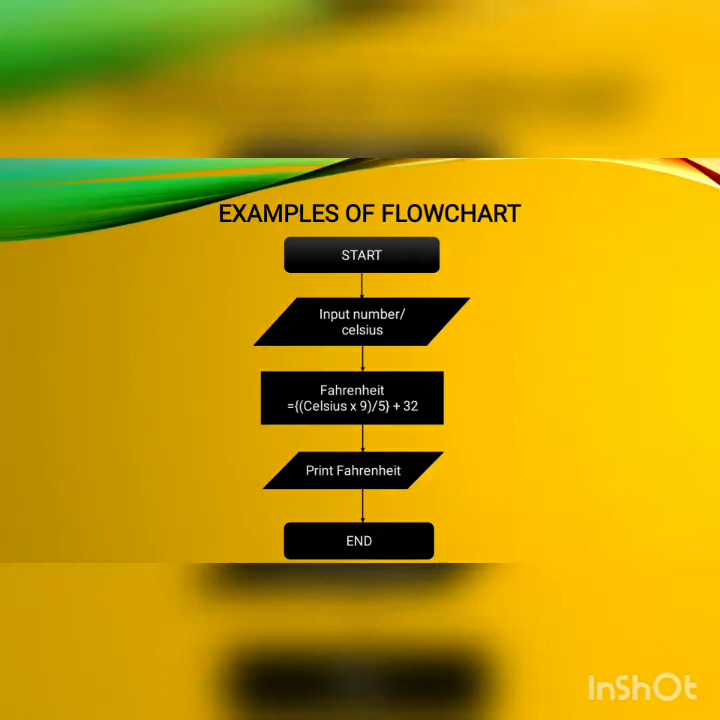 EXAMPLES OF FLOWCHART
START
Input number/
celsius
Fahrenheit
={(Celsius x 9)/5} + 32
Print Fahrenheit
END
InShOt